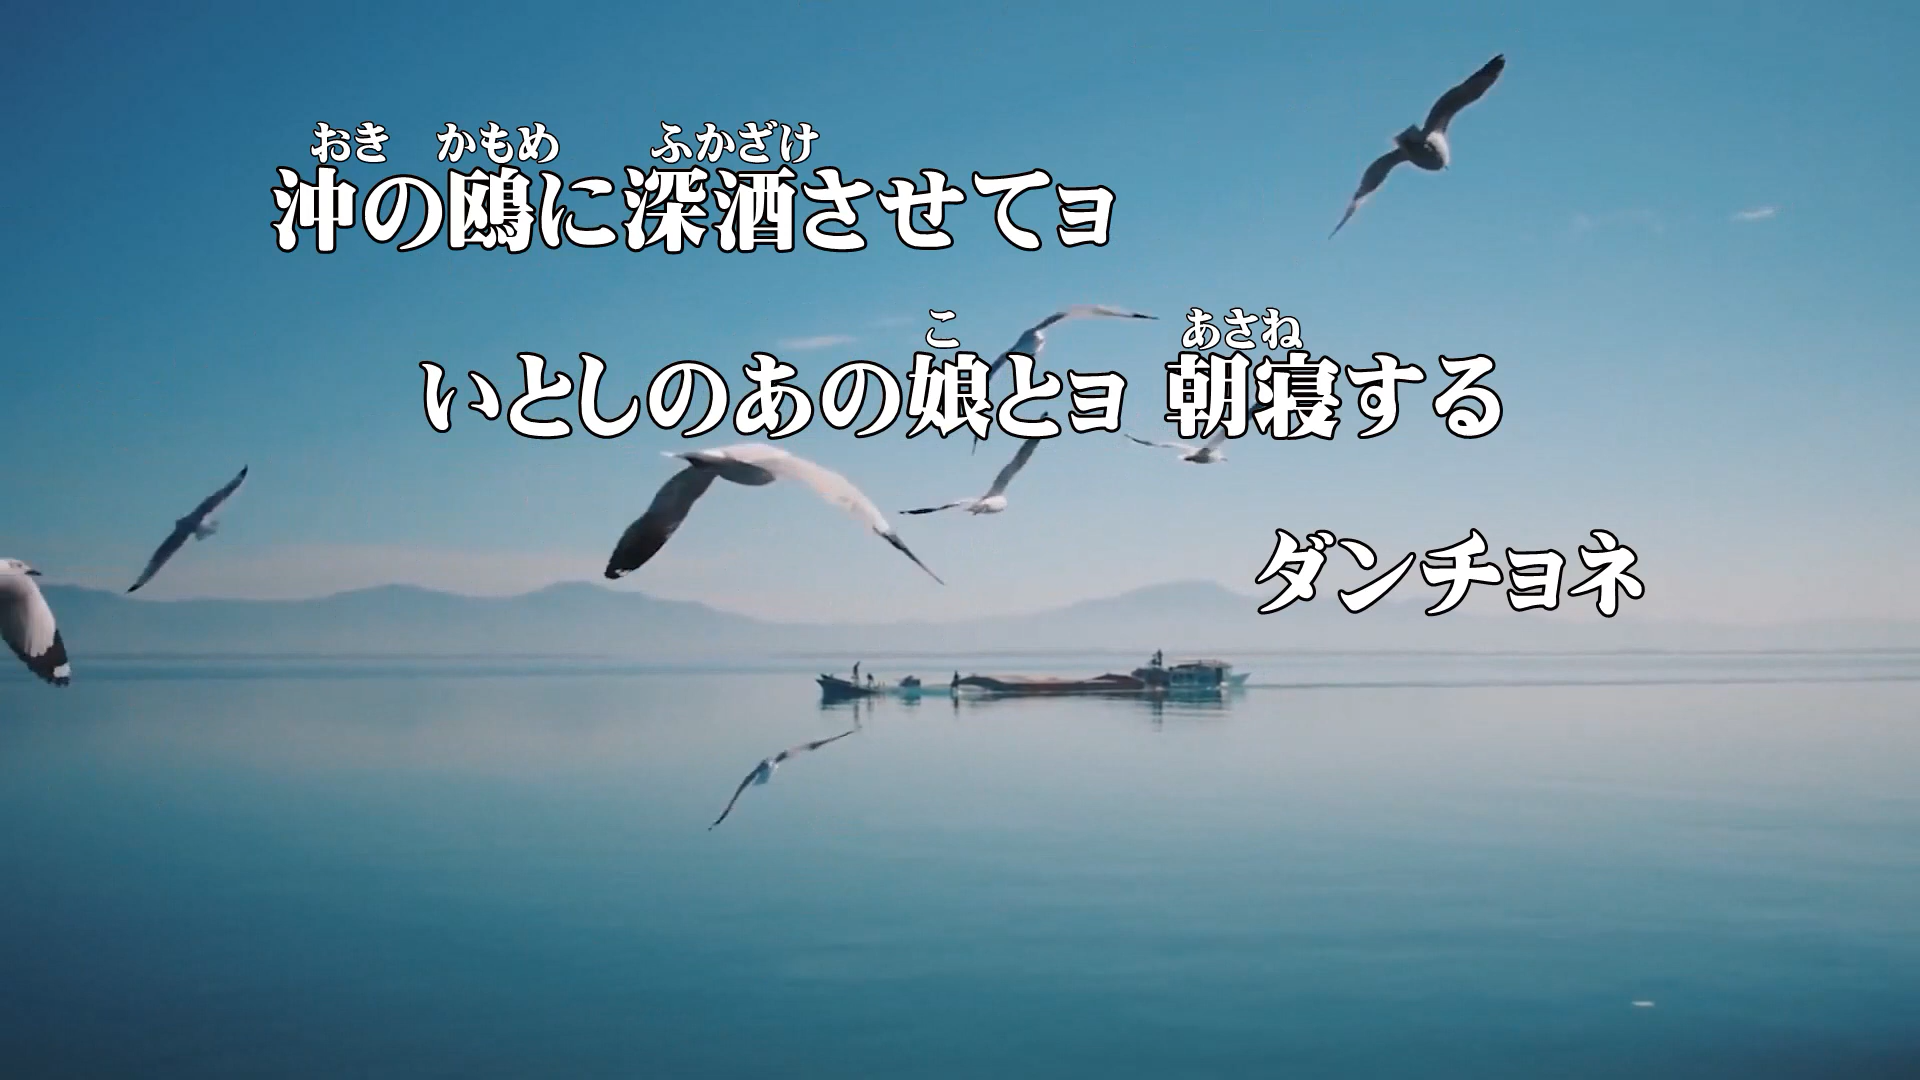 おき かもめ ふかざけ
沖の鴎に深酒させてヨ
こ あさね
いとしのあの娘とヨ 朝寝する
ダンチョネ